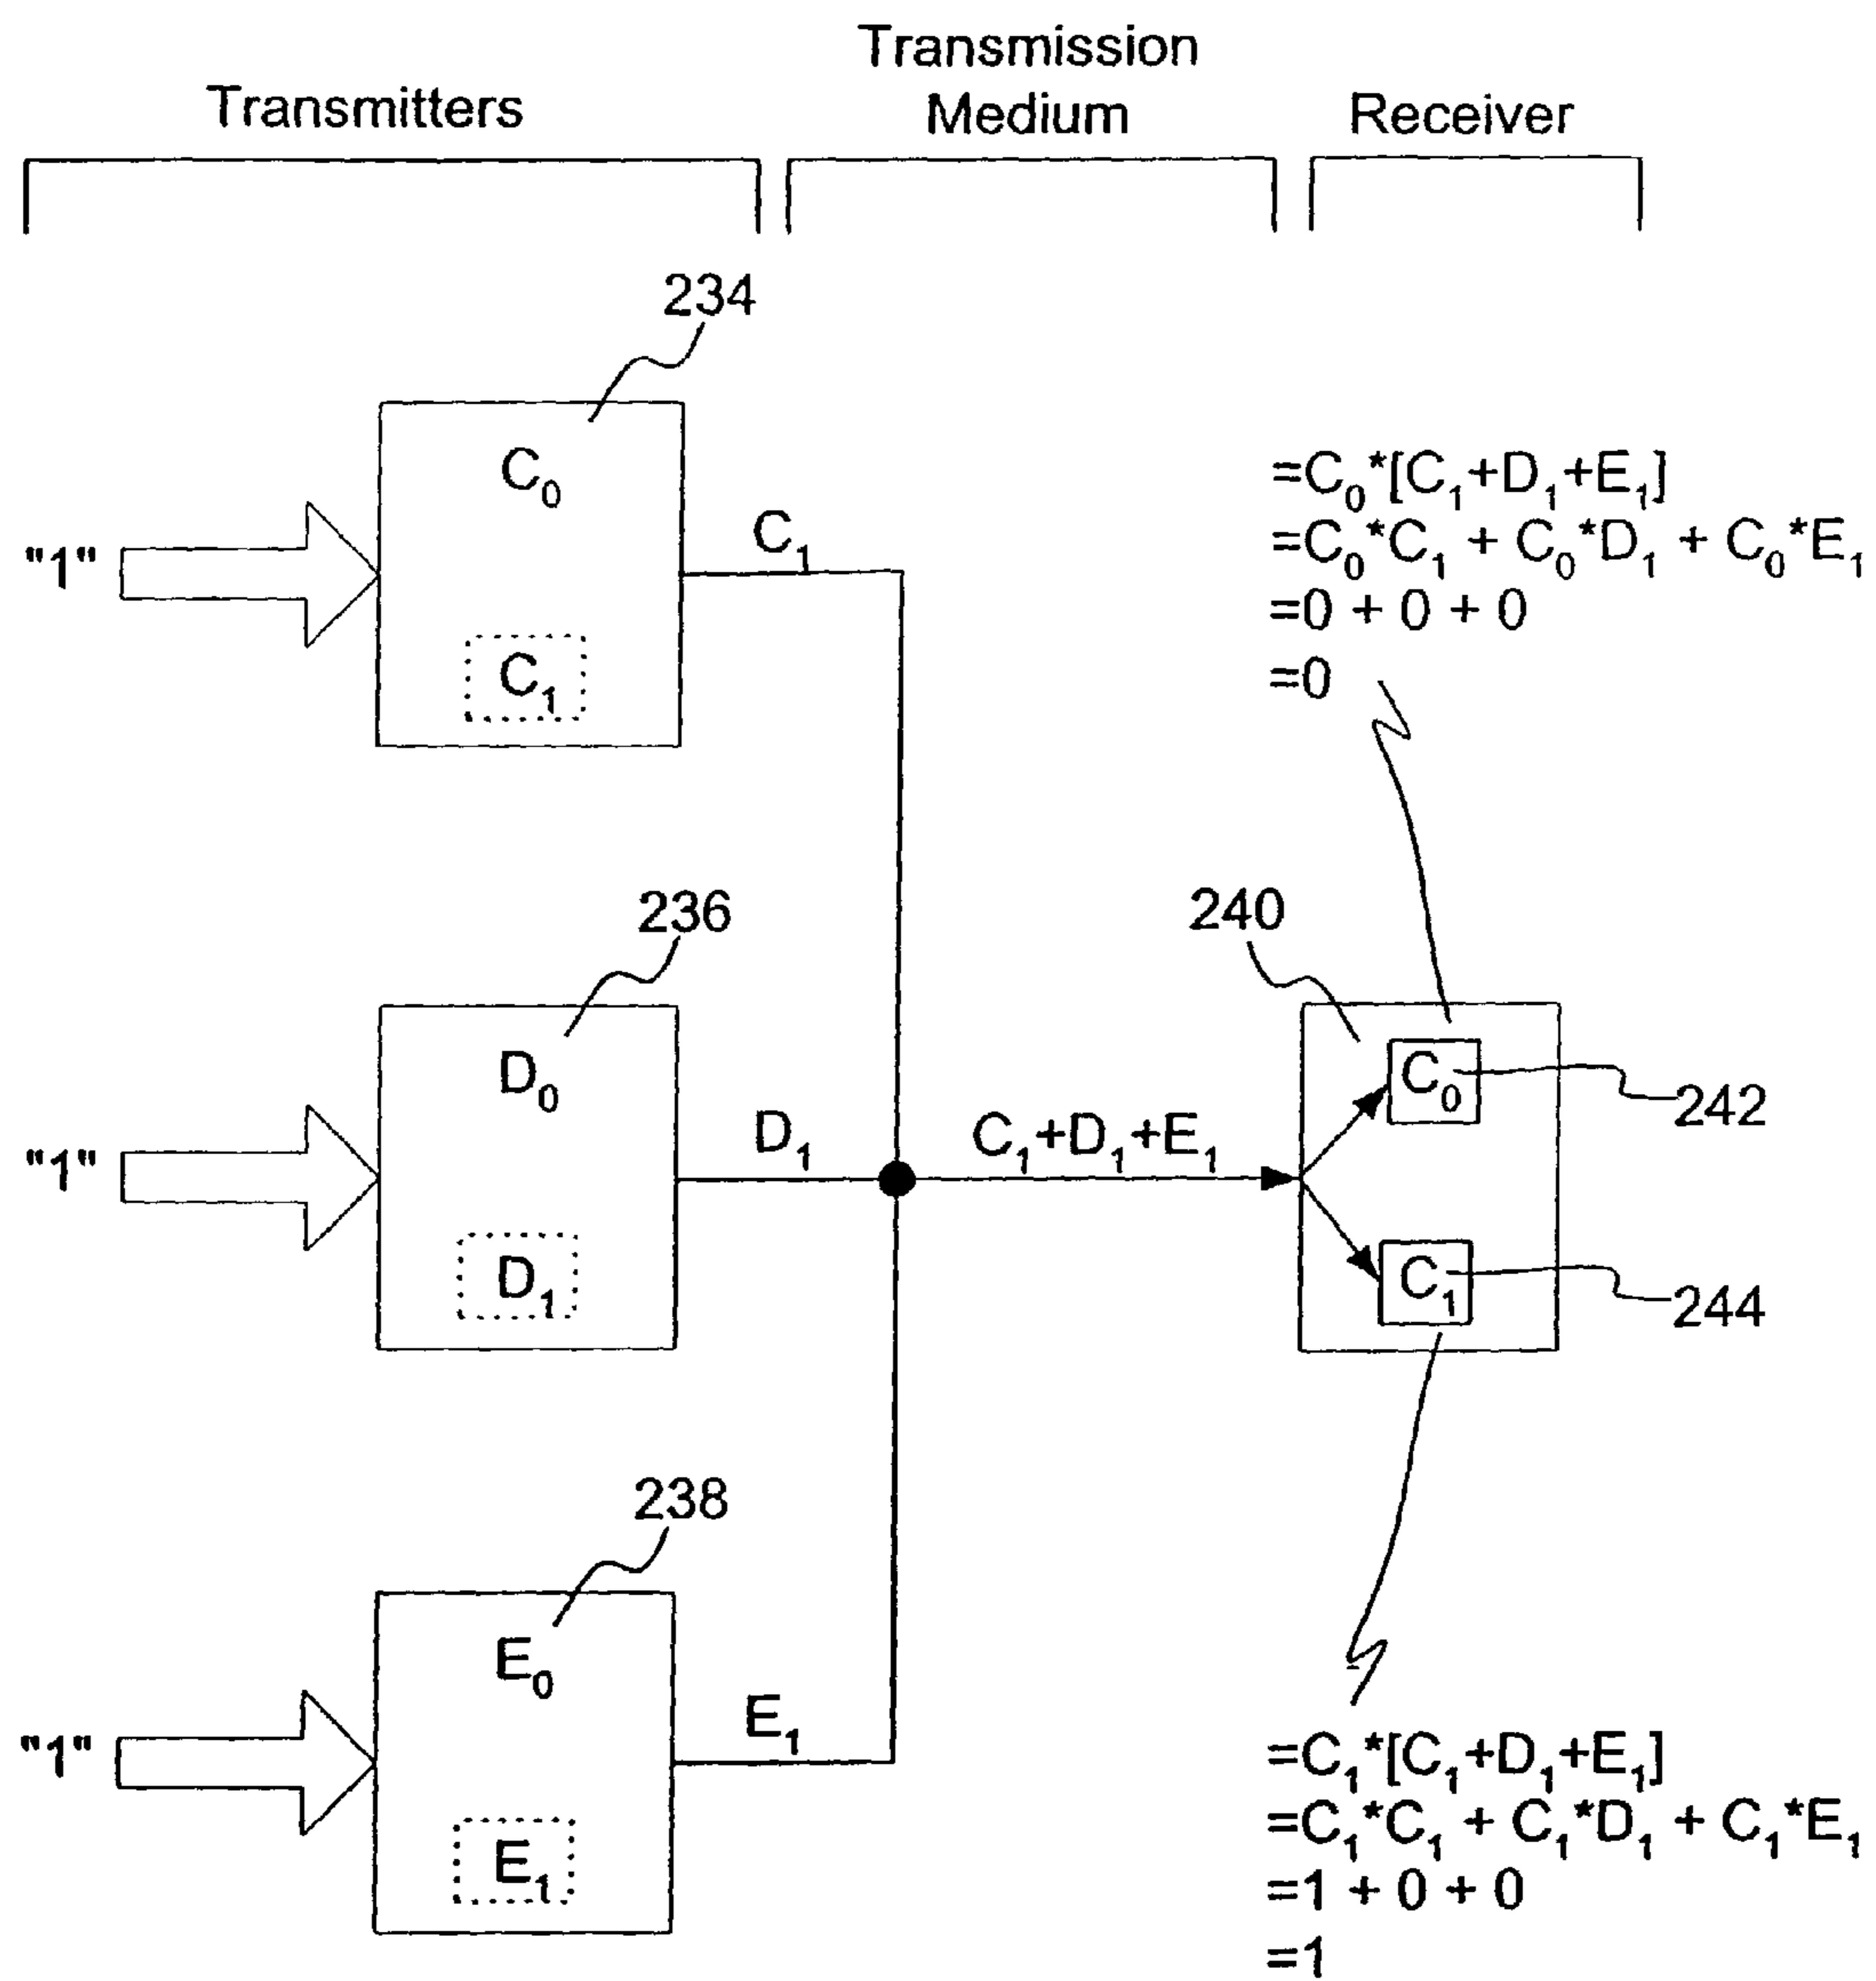 Transmission
Medium
Transmitters
Receiver
234
C₀
"1"
C₁
C₁
=C₀*[C₁+D₁+E₁]
=C₀*C₁ + C₀*D₁ + C₀*E₁
=0 + 0 + 0
=0
236
240
D₀
C₀
242
"1"
D₁
C₁+D₁+E₁
D₁
C₁
244
238
E₀
"1"
E₁
E₁
=C₁*[C₁+D₁+E₁]
=C₁*C₁ + C₁*D₁ + C₁*E₁
=1 + 0 + 0
=1